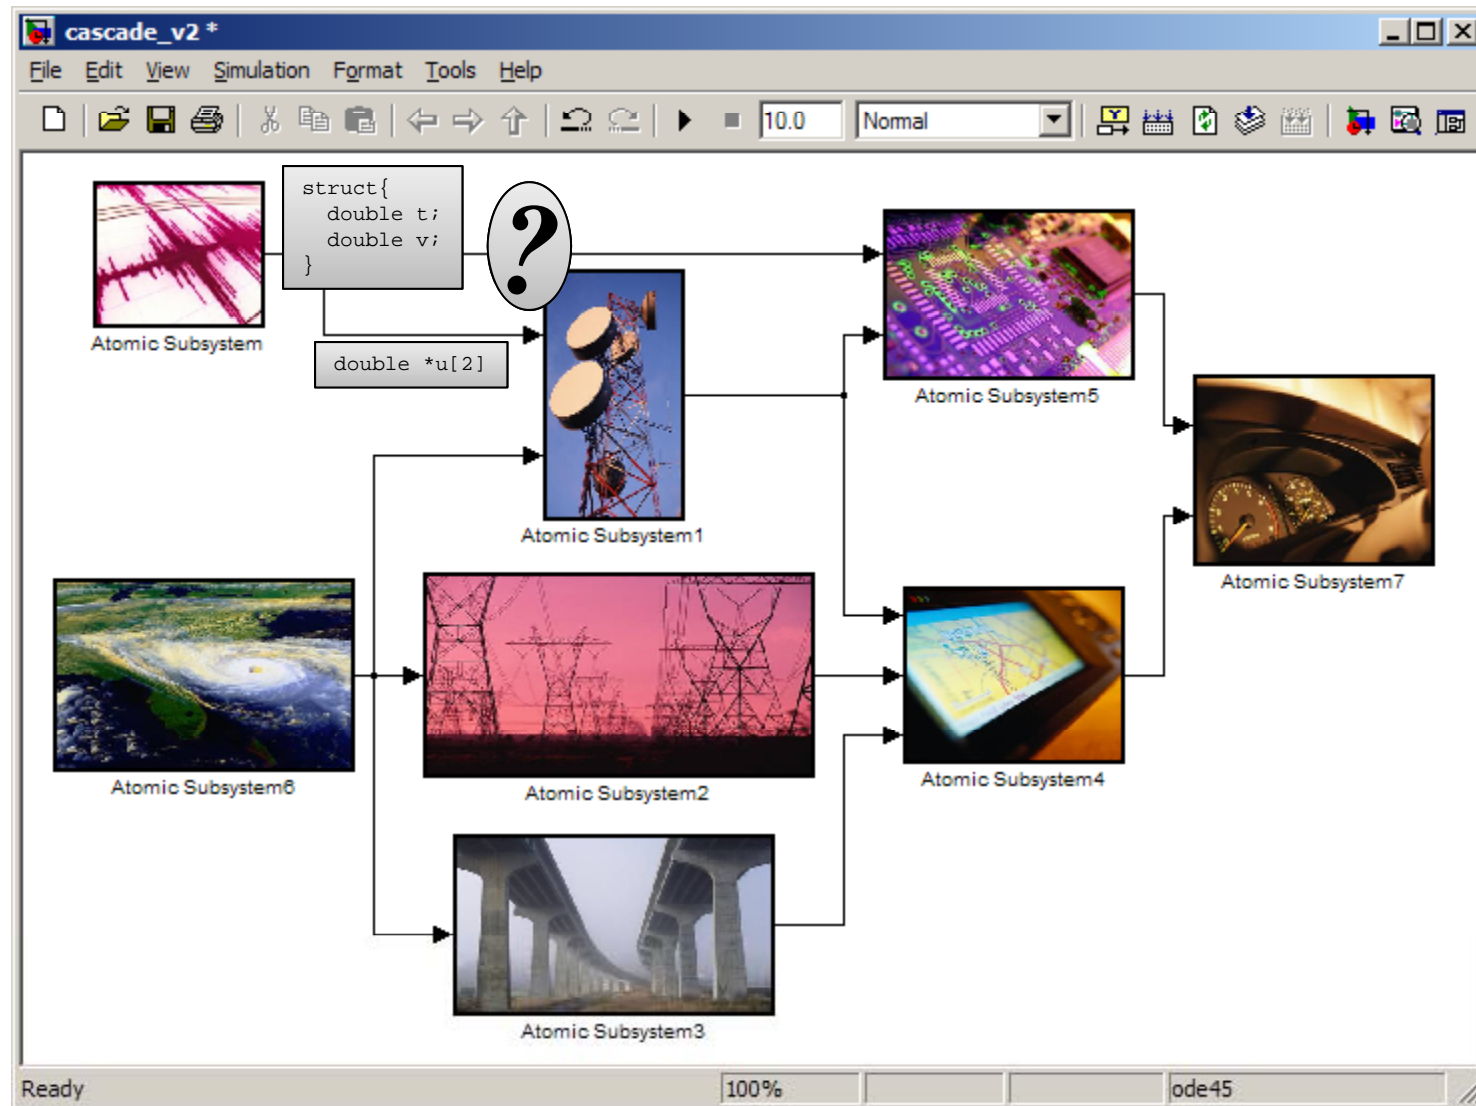 cascade_v2 *
File Edit View Simulation Format Tools Help
10.0 Normal
struct{
double t;
double v;
}
?
double *u[2]
Atomic Subsystem
Atomic Subsystem5
Atomic Subsystem1
Atomic Subsystem7
Atomic Subsystem6
Atomic Subsystem2
Atomic Subsystem4
Atomic Subsystem3
Ready 100% ode45